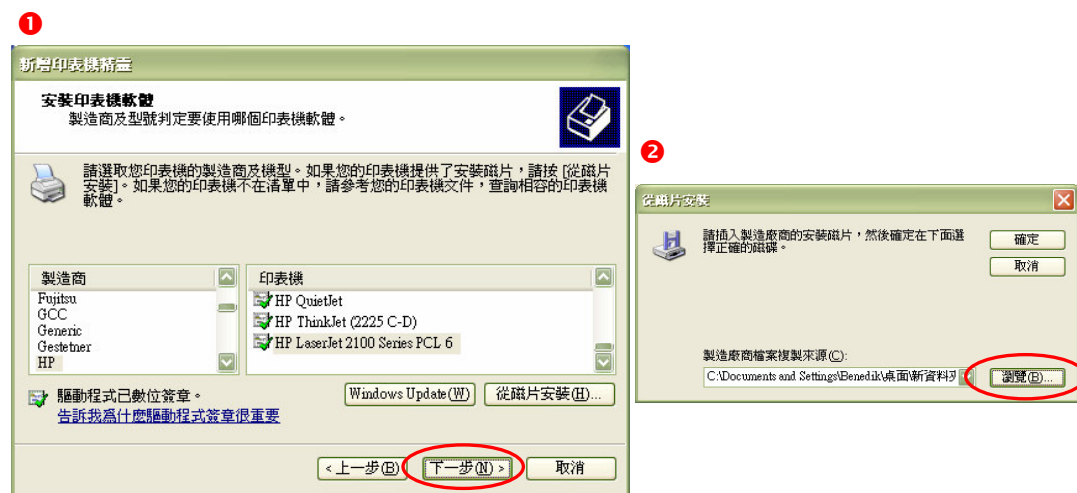 ❶
新增印表機精靈
安裝印表機軟體
製造商及型號判定要使用哪個印表機軟體。
請選取您印表機的製造商及機型。如果您的印表機提供了安裝磁片，請按 [從磁片
安裝]。如果您的印表機不在清單中，請參考您的印表機文件，查詢相容的印表機
軟體。
製造商
Fujitsu
GCC
Generic
Gestetner
HP
印表機
HP QuietJet
HP ThinkJet (2225 C-D)
HP LaserJet 2100 Series PCL 6
驅動程式已數位簽章。
告訴我為什麼驅動程式簽章很重要
Windows Update(W)
從磁片安裝(H)...
< 上一步(B)
下一步(N) >
取消
❷
從磁片安裝
請插入製造廠商的安裝磁片，然後確定在下面選
擇正確的磁碟。
確定
取消
製造廠商檔案複製來源(C):
C:\Documents and Settings\Benedik\桌面\新資料
瀏覽(B)...